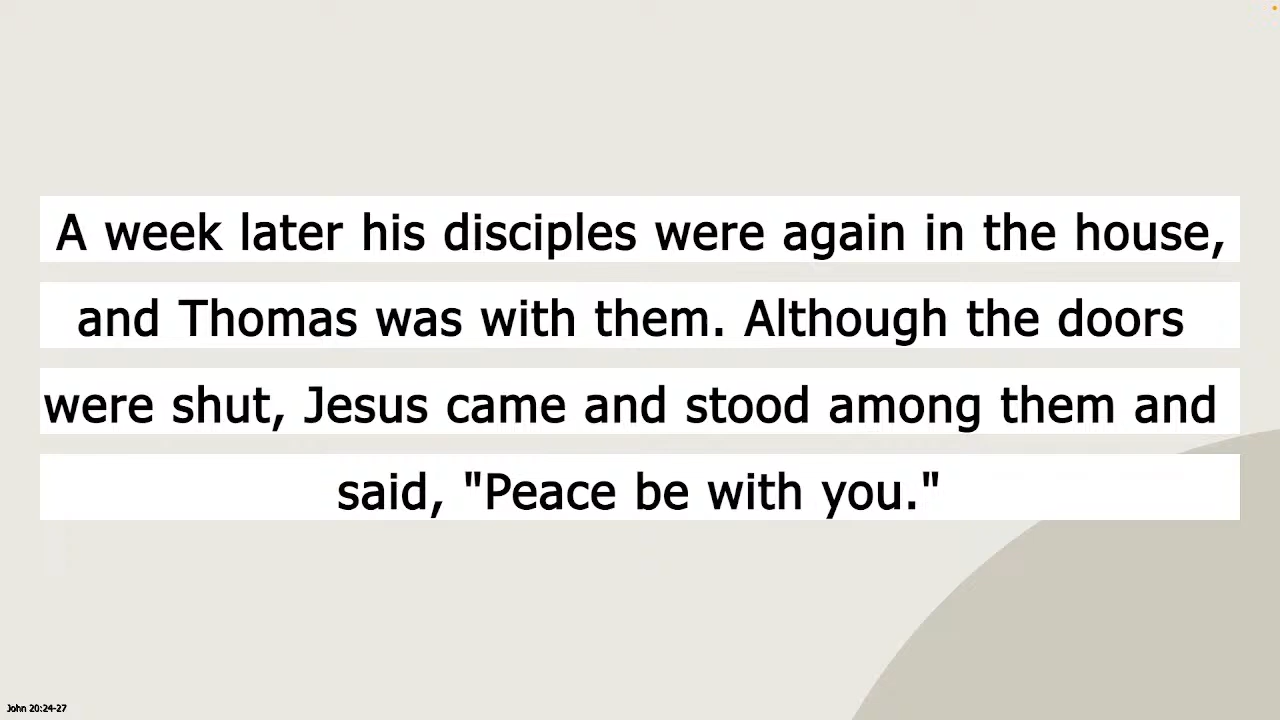 A week later his disciples were again in the house,
and Thomas was with them. Although the doors
were shut, Jesus came and stood among them and
said, "Peace be with you."
John 20:24-27